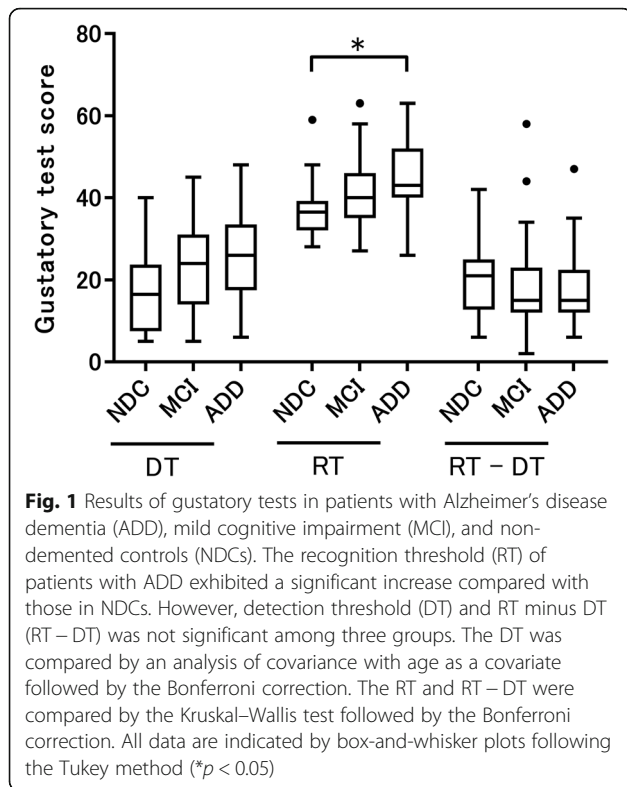 80
60
40
20
0
Gustatory test score
*
NDC MCI ADD NDC MCI ADD NDC MCI ADD
DT RT RT – DT
Fig. 1 Results of gustatory tests in patients with Alzheimer's disease
dementia (ADD), mild cognitive impairment (MCI), and non-
demented controls (NDCs). The recognition threshold (RT) of
patients with ADD exhibited a significant increase compared with
those in NDCs. However, detection threshold (DT) and RT minus DT
(RT – DT) was not significant among three groups. The DT was
compared by an analysis of covariance with age as a covariate
followed by the Bonferroni correction. The RT and RT – DT were
compared by the Kruskal–Wallis test followed by the Bonferroni
correction. All data are indicated by box-and-whisker plots following
the Tukey method (*p < 0.05)